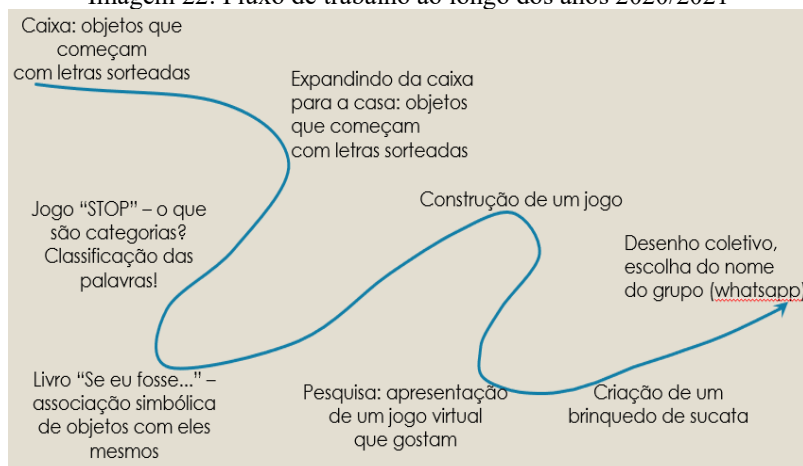 Imagem 22: Fluxo de trabalho ao longo dos anos 2020/2021
Caixa: objetos que
começam
com letras sorteadas
Expandindo da caixa
para a casa: objetos
que começam
com letras sorteadas
Jogo “STOP” – o que
são categorias?
Classificação das
palavras!
Livro “Se eu fosse...” –
associação simbólica
de objetos com eles
mesmos
Construção de um jogo
Pesquisa: apresentação
de um jogo virtual
que gostam
Criação de um
brinquedo de sucata
Desenho coletivo,
escolha do nome
do grupo (whatsapp)